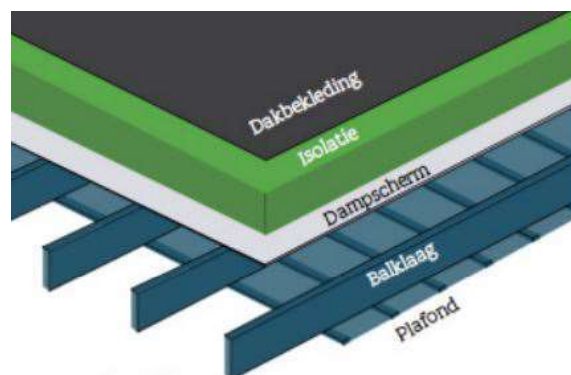 Dakbekleding
Isolatie
Dampscherm
Balklaag
Plafond